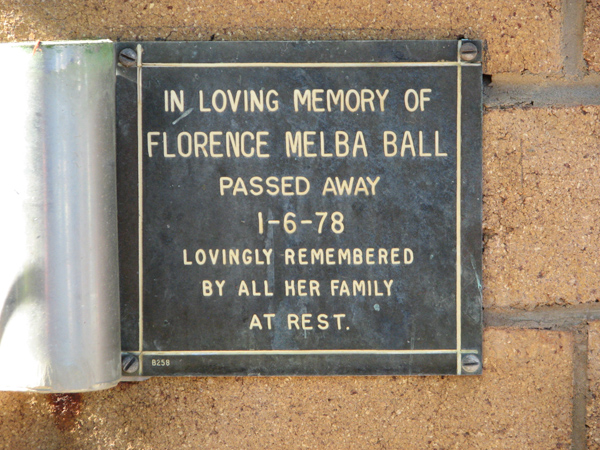 IN LOVING MEMORY OF
FLORENCE MELBA BALL
PASSED AWAY
1-6-78
LOVINGLY REMEMBERED
BY ALL HER FAMILY
AT REST.
B258